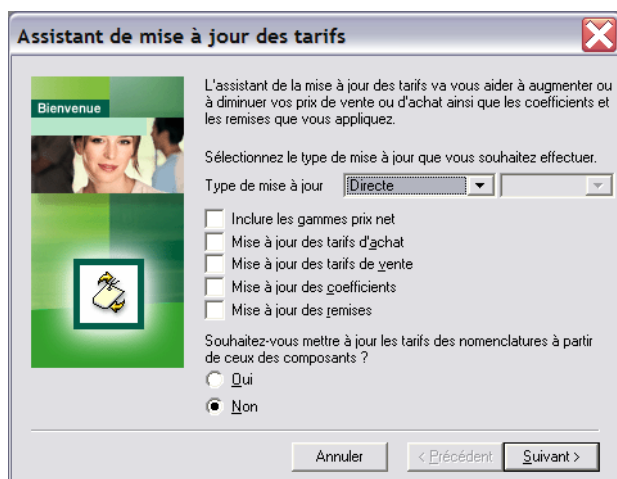 Assistant de mise à jour des tarifs
Bienvenue
L'assistant de la mise à jour des tarifs va vous aider à augmenter ou
à diminuer vos prix de vente ou d'achat ainsi que les coefficients et
les remises que vous appliquez.
Sélectionnez le type de mise à jour que vous souhaitez effectuer.
Type de mise à jour Directe
Inclure les gammes prix net
Mise à jour des tarifs d'achat
Mise à jour des tarifs de vente
Mise à jour des coefficients
Mise à jour des remises
Souhaitez-vous mettre à jour les tarifs des nomenclatures à partir
de ceux des composants ?
Oui
Non
Annuler < Précédent Suivant >